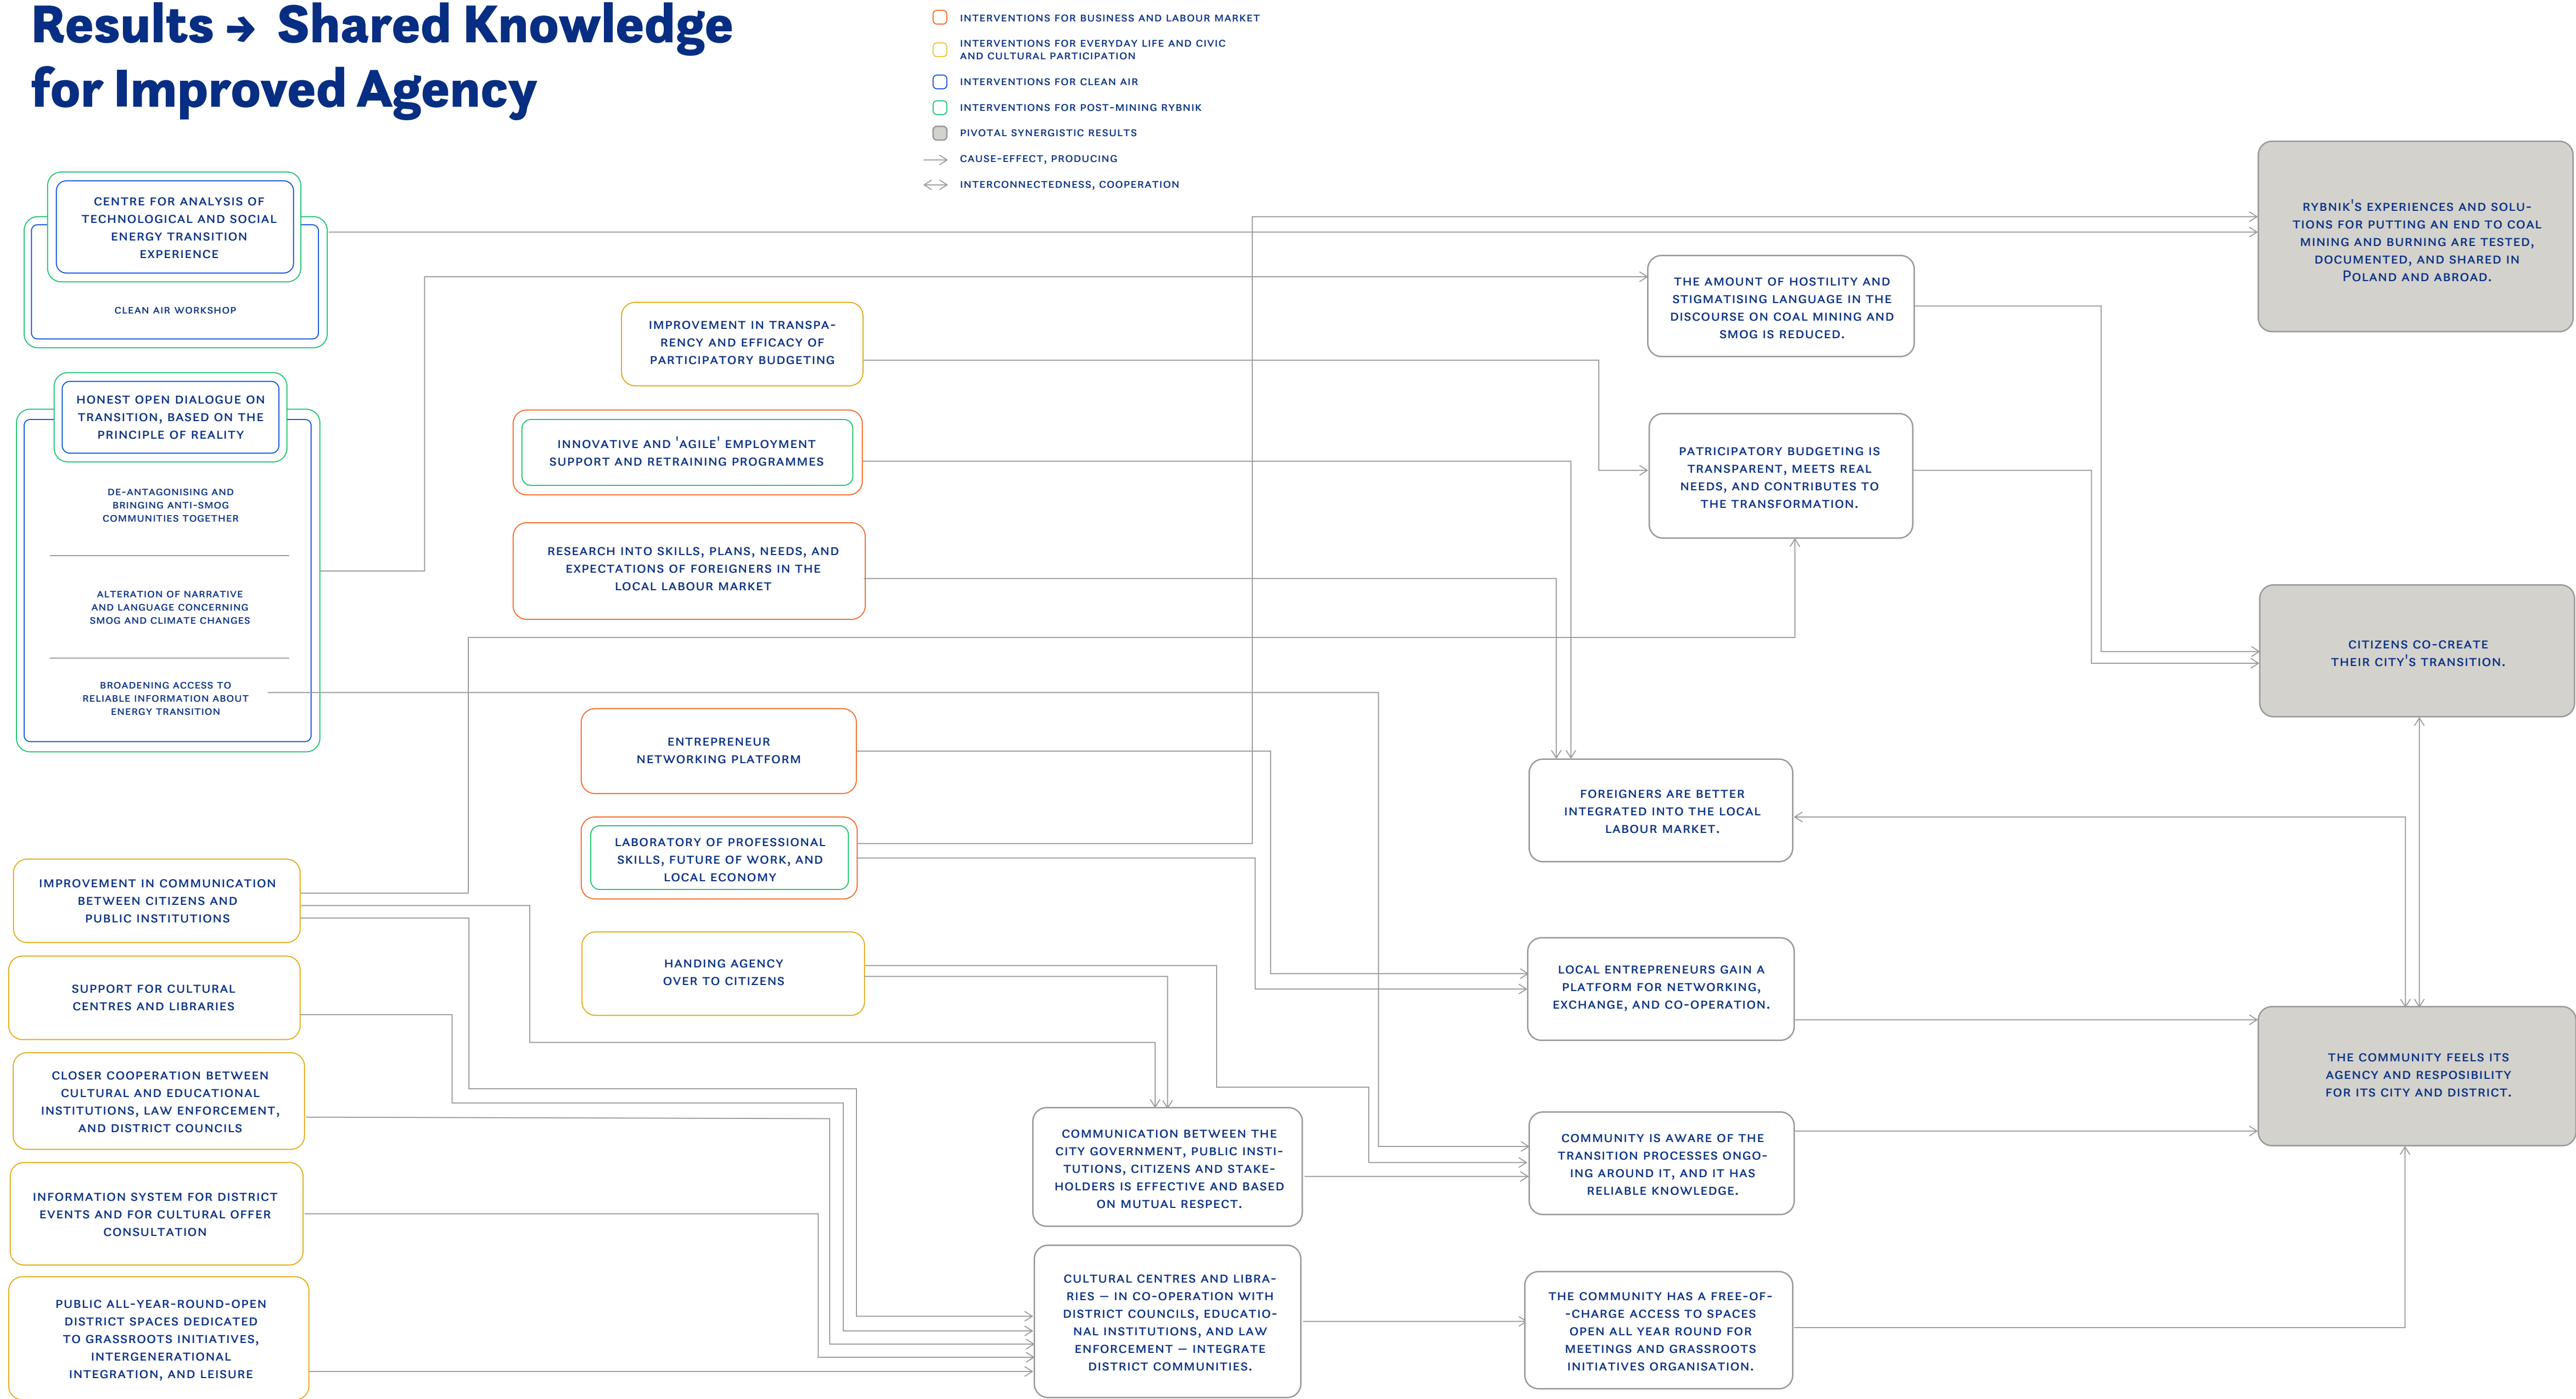 Results → Shared Knowledge
for Improved Agency
INTERVENTIONS FOR BUSINESS AND LABOUR MARKET
INTERVENTIONS FOR EVERYDAY LIFE AND CIVIC
AND CULTURAL PARTICIPATION
INTERVENTIONS FOR CLEAN AIR
INTERVENTIONS FOR POST-MINING RYBNIK
PIVOTAL SYNERGISTIC RESULTS
CAUSE-EFFECT, PRODUCING
INTERCONNECTEDNESS, COOPERATION
CENTRE FOR ANALYSIS OF
TECHNOLOGICAL AND SOCIAL
ENERGY TRANSITION
EXPERIENCE
CLEAN AIR WORKSHOP
HONEST OPEN DIALOGUE ON
TRANSITION, BASED ON THE
PRINCIPLE OF REALITY
DE-ANTAGONISING AND
BRINGING ANTI-SMOG
COMMUNITIES TOGETHER
ALTERATION OF NARRATIVE
AND LANGUAGE CONCERNING
SMOG AND CLIMATE CHANGES
BROADENING ACCESS TO
RELIABLE INFORMATION ABOUT
ENERGY TRANSITION
IMPROVEMENT IN COMMUNICATION
BETWEEN CITIZENS AND
PUBLIC INSTITUTIONS
SUPPORT FOR CULTURAL
CENTRES AND LIBRARIES
CLOSER COOPERATION BETWEEN
CULTURAL AND EDUCATIONAL
INSTITUTIONS, LAW ENFORCEMENT,
AND DISTRICT COUNCILS
INFORMATION SYSTEM FOR DISTRICT
EVENTS AND FOR CULTURAL OFFER
CONSULTATION
PUBLIC ALL-YEAR-ROUND-OPEN
DISTRICT SPACES DEDICATED
TO GRASSROOTS INITIATIVES,
INTERGENERATIONAL
INTEGRATION, AND LEISURE
IMPROVEMENT IN TRANSPA-
RENCY AND EFFICACY OF
PARTICIPATORY BUDGETING
INNOVATIVE AND 'AGILE' EMPLOYMENT
SUPPORT AND RETRAINING PROGRAMMES
RESEARCH INTO SKILLS, PLANS, NEEDS, AND
EXPECTATIONS OF FOREIGNERS IN THE
LOCAL LABOUR MARKET
ENTREPRENEUR
NETWORKING PLATFORM
LABORATORY OF PROFESSIONAL
SKILLS, FUTURE OF WORK, AND
LOCAL ECONOMY
HANDING AGENCY
OVER TO CITIZENS
COMMUNICATION BETWEEN THE
CITY GOVERNMENT, PUBLIC INSTI-
TUTIONS, CITIZENS AND STAKE-
HOLDERS IS EFFECTIVE AND BASED
ON MUTUAL RESPECT.
CULTURAL CENTRES AND LIBRA-
RIES – IN CO-OPERATION WITH
DISTRICT COUNCILS, EDUCATIO-
NAL INSTITUTIONS, AND LAW
ENFORCEMENT – INTEGRATE
DISTRICT COMMUNITIES.
THE AMOUNT OF HOSTILITY AND
STIGMATISING LANGUAGE IN THE
DISCOURSE ON COAL MINING AND
SMOG IS REDUCED.
PATRICIPATORY BUDGETING IS
TRANSPARENT, MEETS REAL
NEEDS, AND CONTRIBUTES TO
THE TRANSFORMATION.
FOREIGNERS ARE BETTER
INTEGRATED INTO THE LOCAL
LABOUR MARKET.
LOCAL ENTREPRENEURS GAIN A
PLATFORM FOR NETWORKING,
EXCHANGE, AND CO-OPERATION.
COMMUNITY IS AWARE OF THE
TRANSITION PROCESSES ONGO-
ING AROUND IT, AND IT HAS
RELIABLE KNOWLEDGE.
THE COMMUNITY HAS A FREE-OF-
-CHARGE ACCESS TO SPACES
OPEN ALL YEAR ROUND FOR
MEETINGS AND GRASSROOTS
INITIATIVES ORGANISATION.
RYBNIK'S EXPERIENCES AND SOLU-
TIONS FOR PUTTING AN END TO COAL
MINING AND BURNING ARE TESTED,
DOCUMENTED, AND SHARED IN
POLAND AND ABROAD.
CITIZENS CO-CREATE
THEIR CITY'S TRANSITION.
THE COMMUNITY FEELS ITS
AGENCY AND RESPOSIBILITY
FOR ITS CITY AND DISTRICT.